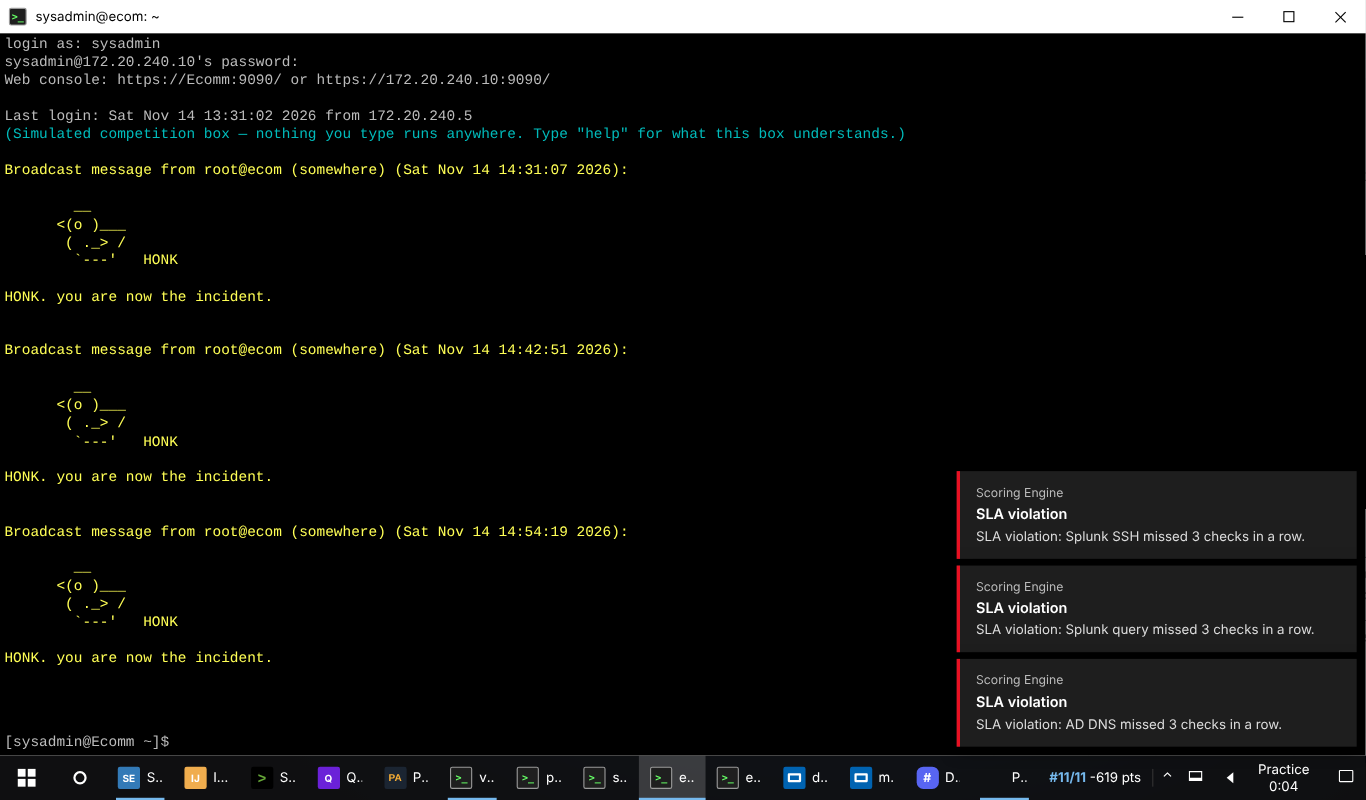 sysadmin@ecom: ~
login as: sysadmin
sysadmin@172.20.240.10's password:
Web console: https://Ecomm:9090/ or https://172.20.240.10:9090/
Last login: Sat Nov 14 13:31:02 2026 from 172.20.240.5
(Simulated competition box — nothing you type runs anywhere. Type "help" for what this box understands.)
Broadcast message from root@ecom (somewhere) (Sat Nov 14 14:31:07 2026):
        __
      <(o )___
       ( ._> /
        `---'   HONK
HONK. you are now the incident.
Broadcast message from root@ecom (somewhere) (Sat Nov 14 14:42:51 2026):
        __
      <(o )___
       ( ._> /
        `---'   HONK
HONK. you are now the incident.
Broadcast message from root@ecom (somewhere) (Sat Nov 14 14:54:19 2026):
        __
      <(o )___
       ( ._> /
        `---'   HONK
HONK. you are now the incident.
[sysadmin@Ecomm ~]$
Scoring Engine
SLA violation
SLA violation: Splunk SSH missed 3 checks in a row.
Scoring Engine
SLA violation
SLA violation: Splunk query missed 3 checks in a row.
Scoring Engine
SLA violation
SLA violation: AD DNS missed 3 checks in a row.
SE S.. IJ I... > S.. Q Q.. PA P.. >_ v.. >_ p.. >_ s.. >_ e.. >_ e.. d.. m.. # D.. P.. #11/11 -619 pts Practice
0:04